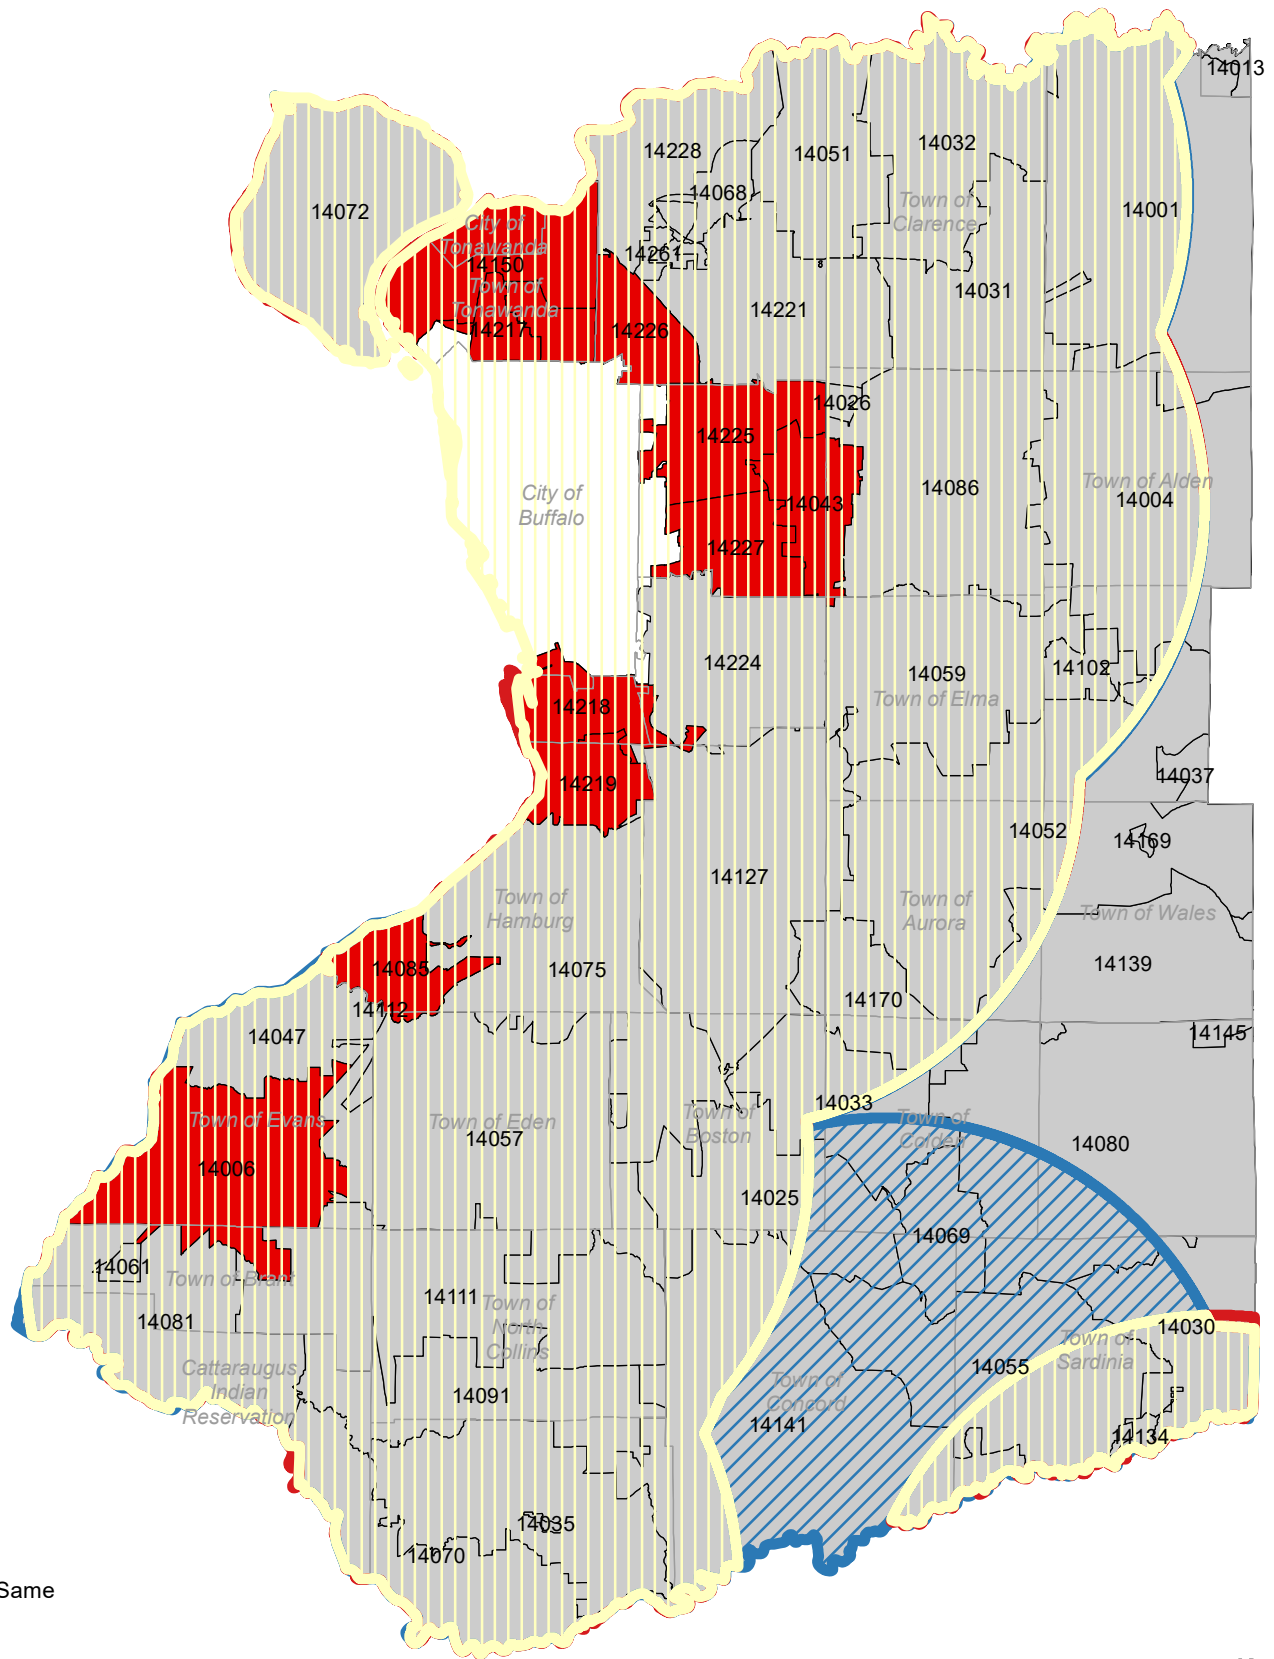 14013
14032
14228
14051
14068
Town of
Clarence
14072
14001
City of
Tonawanda
14261
14150
Town of
Tonawanda
14031
14221
14217
14226
14026
14225
Town of Alden
14086
14004
City of
Buffalo
14043
14227
14224
14102
14059
Town of Elma
14218
14037
14219
14052
14169
14127
Town of
Hamburg
Town of
Aurora
Town of Wales
14139
14085
14075
14170
14112
14145
14047
14033
Town of Evans
Town of Eden
Town of
Boston
Town of
Colden
14057
14080
14006
14025
14069
14061
Town of Brant
14111
Town of
North
Collins
14081
14030
Town of
Sardinia
14055
Cattaraugus
Indian
Reservation
14091
Town of
Concord
14141
14134
14035
14070
Same